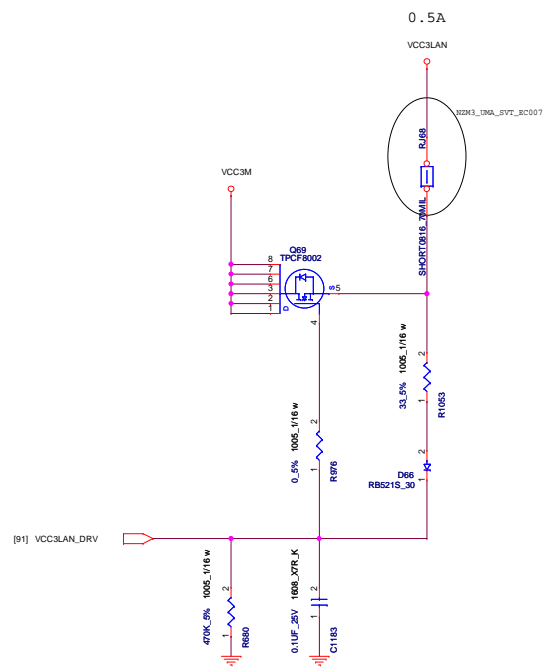 0.5A
VCC3LAN
NZM3_UMA_SVT_EC007
RJ68
SHORT0816_70MIL
VCC3M
Q69
TPCF8002
8
7
6
3
2
1
D
S
5
4
2
1005_1/16 w
33_5%
1
R1053
2
1005_1/16 w
0_5%
1
R976
2
D66
RB521S_30
1
[91] VCC3LAN_DRV
2
1005_1/16 w
470K_5%
1
R680
2
1608_X7R_K
0.1UF_25V
1
C1183